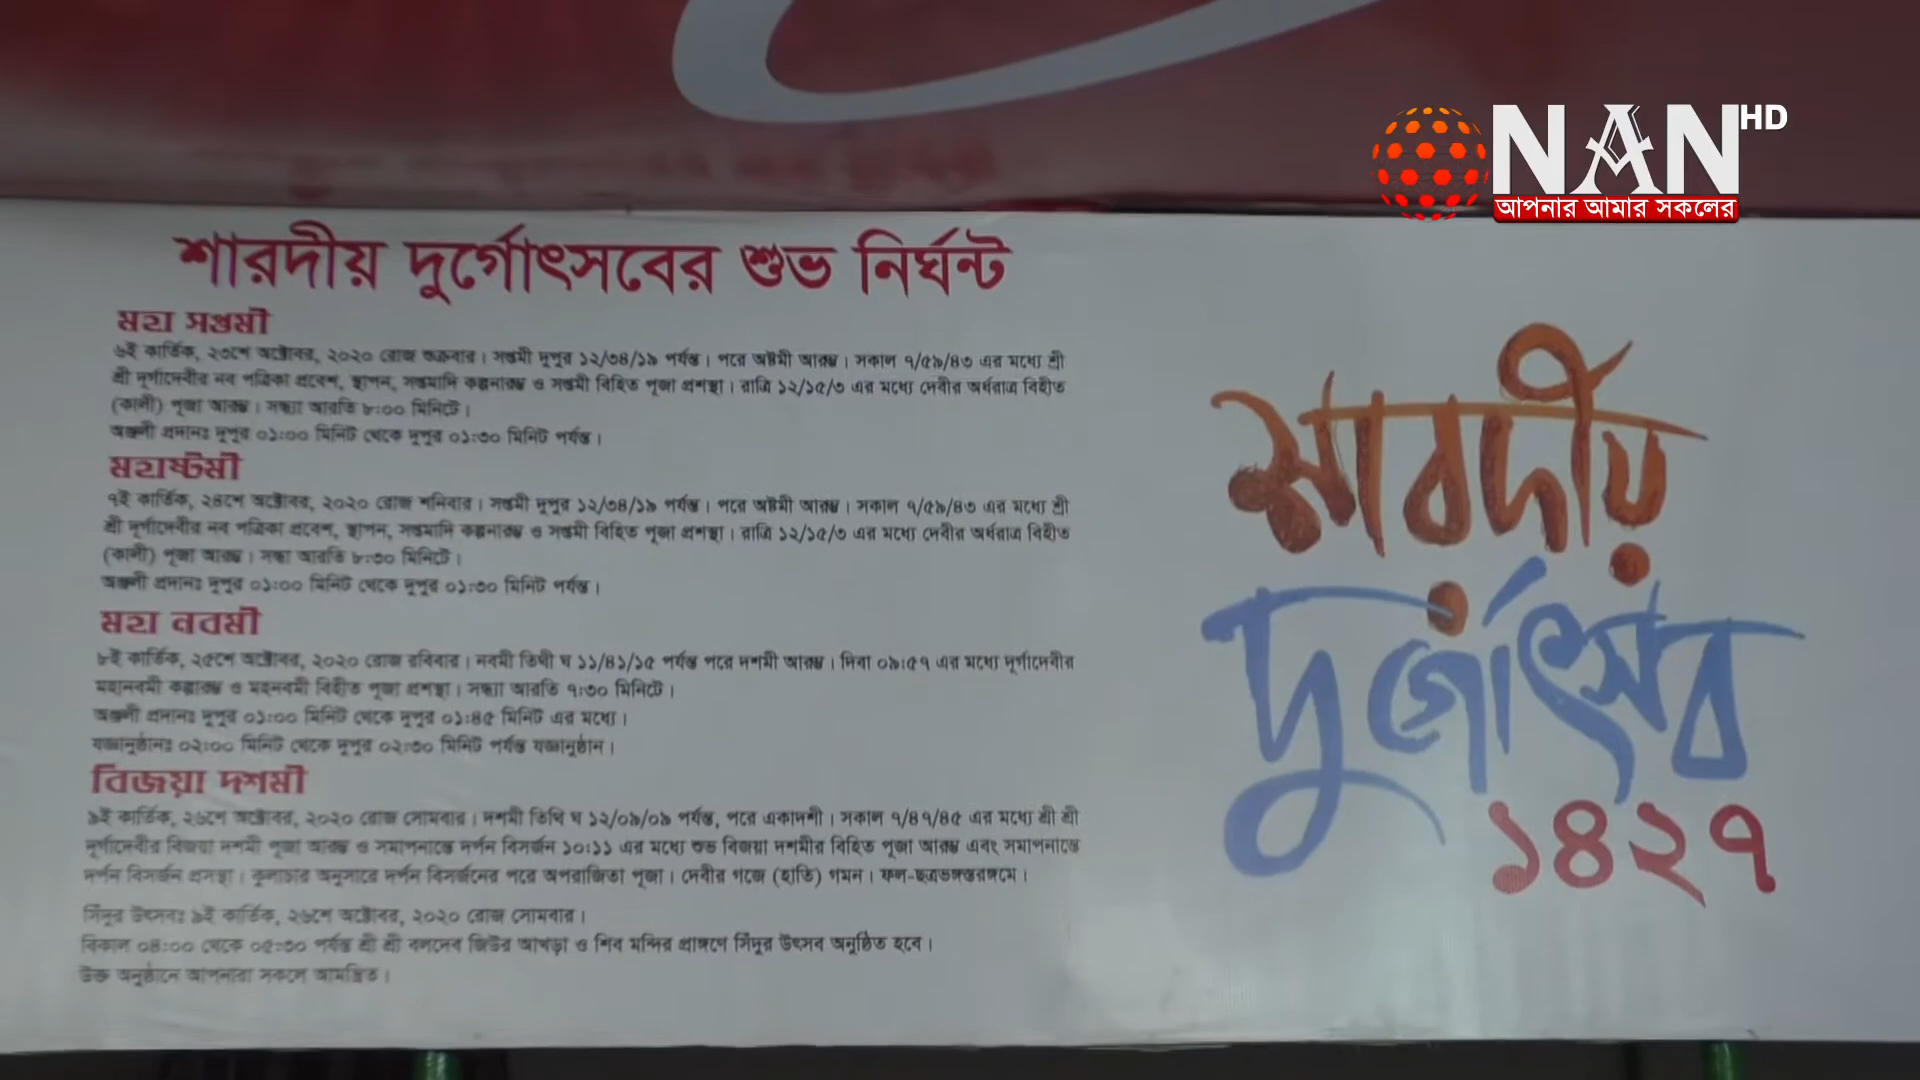 NAN HD
আপনার আমার সকলের
শারদীয় দুর্গোৎসবের শুভ নির্ঘন্ট
মহা সপ্তমী
৬ই কার্তিক, ২৩শে অক্টোবর, ২০২০ রোজ শুক্রবার। সপ্তমী দুপুর ১২/৩৪/১৯ পর্যন্ত। পরে অষ্টমী আরম্ভ। সকাল ৭/৫৯/৪৩ এর মধ্যে শ্রী
শ্রী দূর্গাদেবীর নব পত্রিকা প্রবেশ, স্থাপন, সপ্তমাদি কল্পনারম্ভ ও সপ্তমী বিহিত পূজা প্রশস্থা। রাত্রি ১২/১৫/৩ এর মধ্যে দেবীর অর্ধরাত্র বিহীত
(কালী) পূজা আরম্ভ। সন্ধ্যা আরতি ৮:০০ মিনিটে।
অঞ্জলী প্রদানঃ দুপুর ০১:০০ মিনিট থেকে দুপুর ০১:৩০ মিনিট পর্যন্ত।
মহাষ্টমী
৭ই কার্তিক, ২৪শে অক্টোবর, ২০২০ রোজ শনিবার। সপ্তমী দুপুর ১২/৩৪/১৯ পর্যন্ত। পরে অষ্টমী আরম্ভ। সকাল ৭/৫৯/৪৩ এর মধ্যে শ্রী
শ্রী দূর্গাদেবীর নব পত্রিকা প্রবেশ, স্থাপন, সপ্তমাদি কল্পনারম্ভ ও সপ্তমী বিহিত পূজা প্রশস্থা। রাত্রি ১২/১৫/৩ এর মধ্যে দেবীর অর্ধরাত্র বিহীত
(কালী) পূজা আরম্ভ। সন্ধা আরতি ৮:৩০ মিনিটে।
অঞ্জলী প্রদানঃ দুপুর ০১:০০ মিনিট থেকে দুপুর ০১:৩০ মিনিট পর্যন্ত।
মহা নবমী
৮ই কার্তিক, ২৫শে অক্টোবর, ২০২০ রোজ রবিবার। নবমী তিথী ঘ ১১/৪১/১৫ পর্যন্ত পরে দশমী আরম্ভ। দিবা ০৯:৫৭ এর মধ্যে দূর্গাদেবীর
মহানবমী কল্পারম্ভ ও মহনবমী বিহীত পূজা প্রশস্থা। সন্ধ্যা আরতি ৭:৩০ মিনিটে।
অঞ্জলী প্রদানঃ দুপুর ০১:০০ মিনিট থেকে দুপুর ০১:৪৫ মিনিট এর মধ্যে।
যজ্ঞানুষ্ঠানঃ ০২:০০ মিনিট থেকে দুপুর ০২:৩০ মিনিট পর্যন্ত যজ্ঞানুষ্ঠান।
বিজয়া দশমী
৯ই কার্তিক, ২৬শে অক্টোবর, ২০২০ রোজ সোমবার। দশমী তিথি ঘ ১২/০৯/০৯ পর্যন্ত, পরে একাদশী। সকাল ৭/৪৭/৪৫ এর মধ্যে শ্রী শ্রী
দূর্গাদেবীর বিজয়া দশমী পূজা আরম্ভ ও সমাপনান্তে দর্পন বিসর্জন ১০:১১ এর মধ্যে শুভ বিজয়া দশমীর বিহিত পূজা আরম্ভ এবং সমাপনান্তে
দর্পন বিসর্জন প্রসস্থা। কুলাচার অনুসারে দর্পন বিসর্জনের পরে অপরাজিতা পূজা। দেবীর গজে (হাতি) গমন। ফল-ছত্রভঙ্গস্তরঙ্গমে।
সিঁদুর উৎসবঃ ৯ই কার্তিক, ২৬শে অক্টোবর, ২০২০ রোজ সোমবার।
বিকাল ০৪:০০ থেকে ০৫:৩০ পর্যন্ত শ্রী শ্রী বলদেব জিউর আখড়া ও শিব মন্দির প্রাঙ্গণে সিঁদুর উৎসব অনুষ্ঠিত হবে।
উক্ত অনুষ্ঠানে আপনারা সকলে আমন্ত্রিত।
শারদীয়
দুর্গোৎসব
১৪২৭